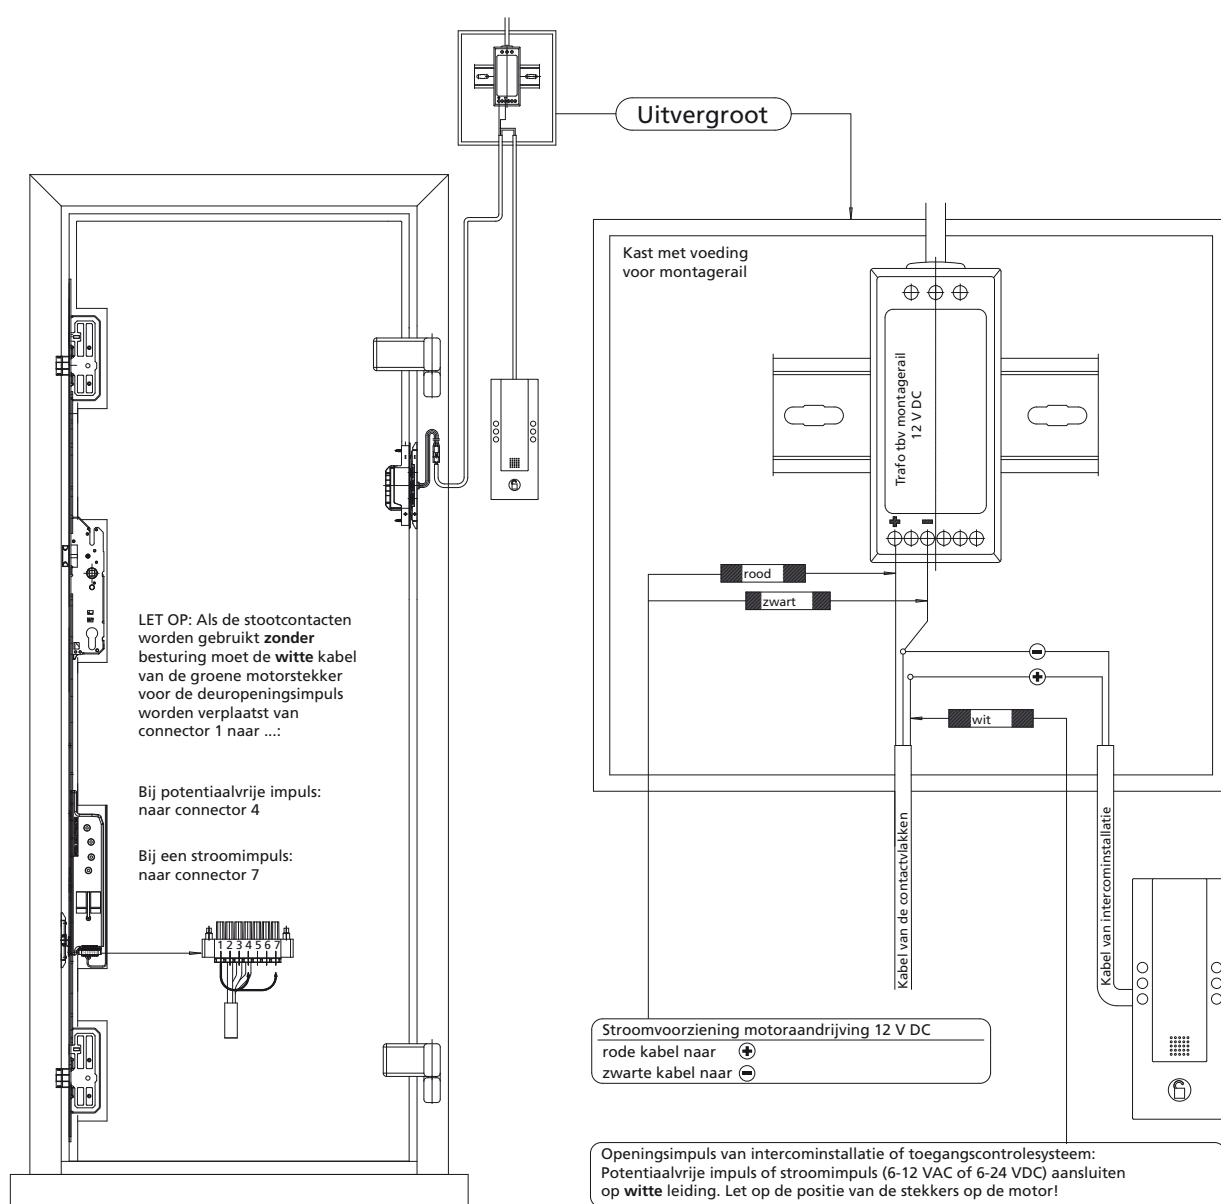 Uitvergroot
Kast met voeding
voor montagerail
Trafo tbv montagerail
12 V DC
rood
zwart
LET OP: Als de stootcontacten
worden gebruikt zonder
besturing moet de witte kabel
van de groene motorstekker
voor de deuropeningsimpuls
worden verplaatst van
connector 1 naar ...:
wit
Bij potentiaalvrije impuls:
naar connector 4
Bij een stroomimpuls:
naar connector 7
1 2 3 4 5 6 7
Kabel van de contactvlakken
Kabel van intercominstallatie
Stroomvoorziening motoraandrijving 12 V DC
rode kabel naar +
zwarte kabel naar −
Openingsimpuls van intercominstallatie of toegangscontrolesysteem:
Potentiaalvrije impuls of stroomimpuls (6-12 VAC of 6-24 VDC) aansluiten
op witte leiding. Let op de positie van de stekkers op de motor!